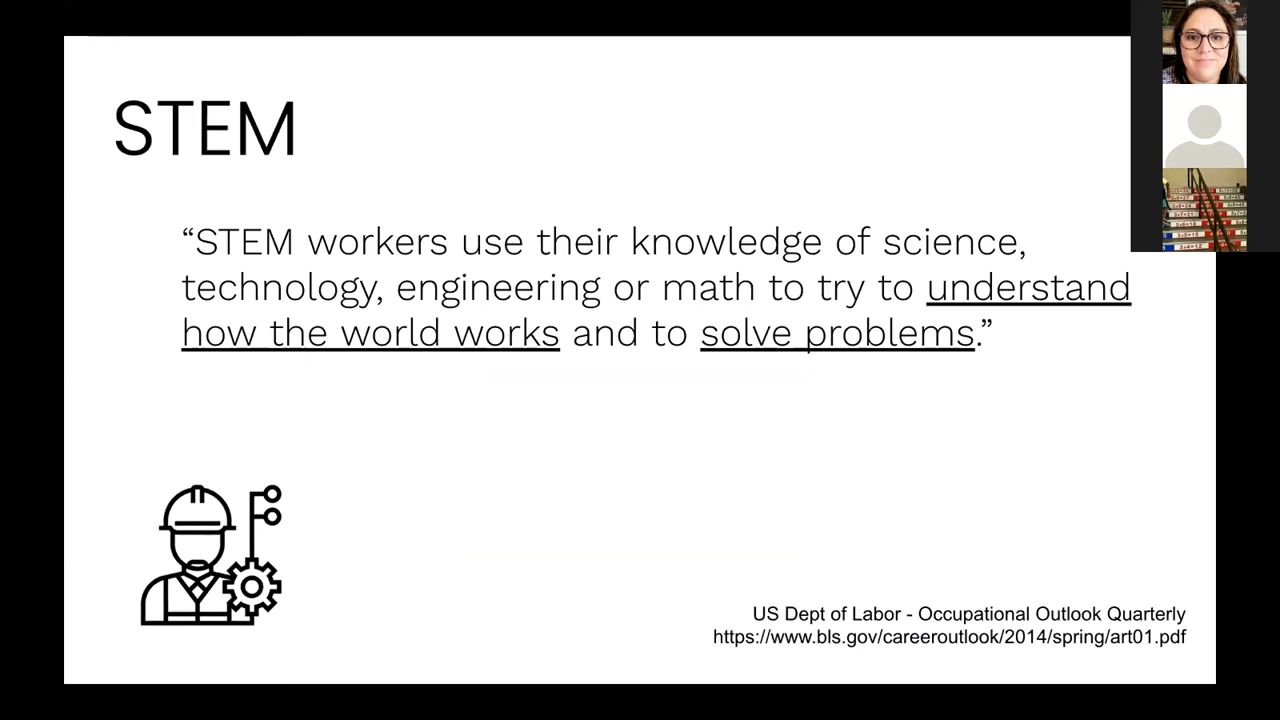 STEM
“STEM workers use their knowledge of science,
technology, engineering or math to try to understand
how the world works and to solve problems.”
US Dept of Labor - Occupational Outlook Quarterly
https://www.bls.gov/careeroutlook/2014/spring/art01.pdf